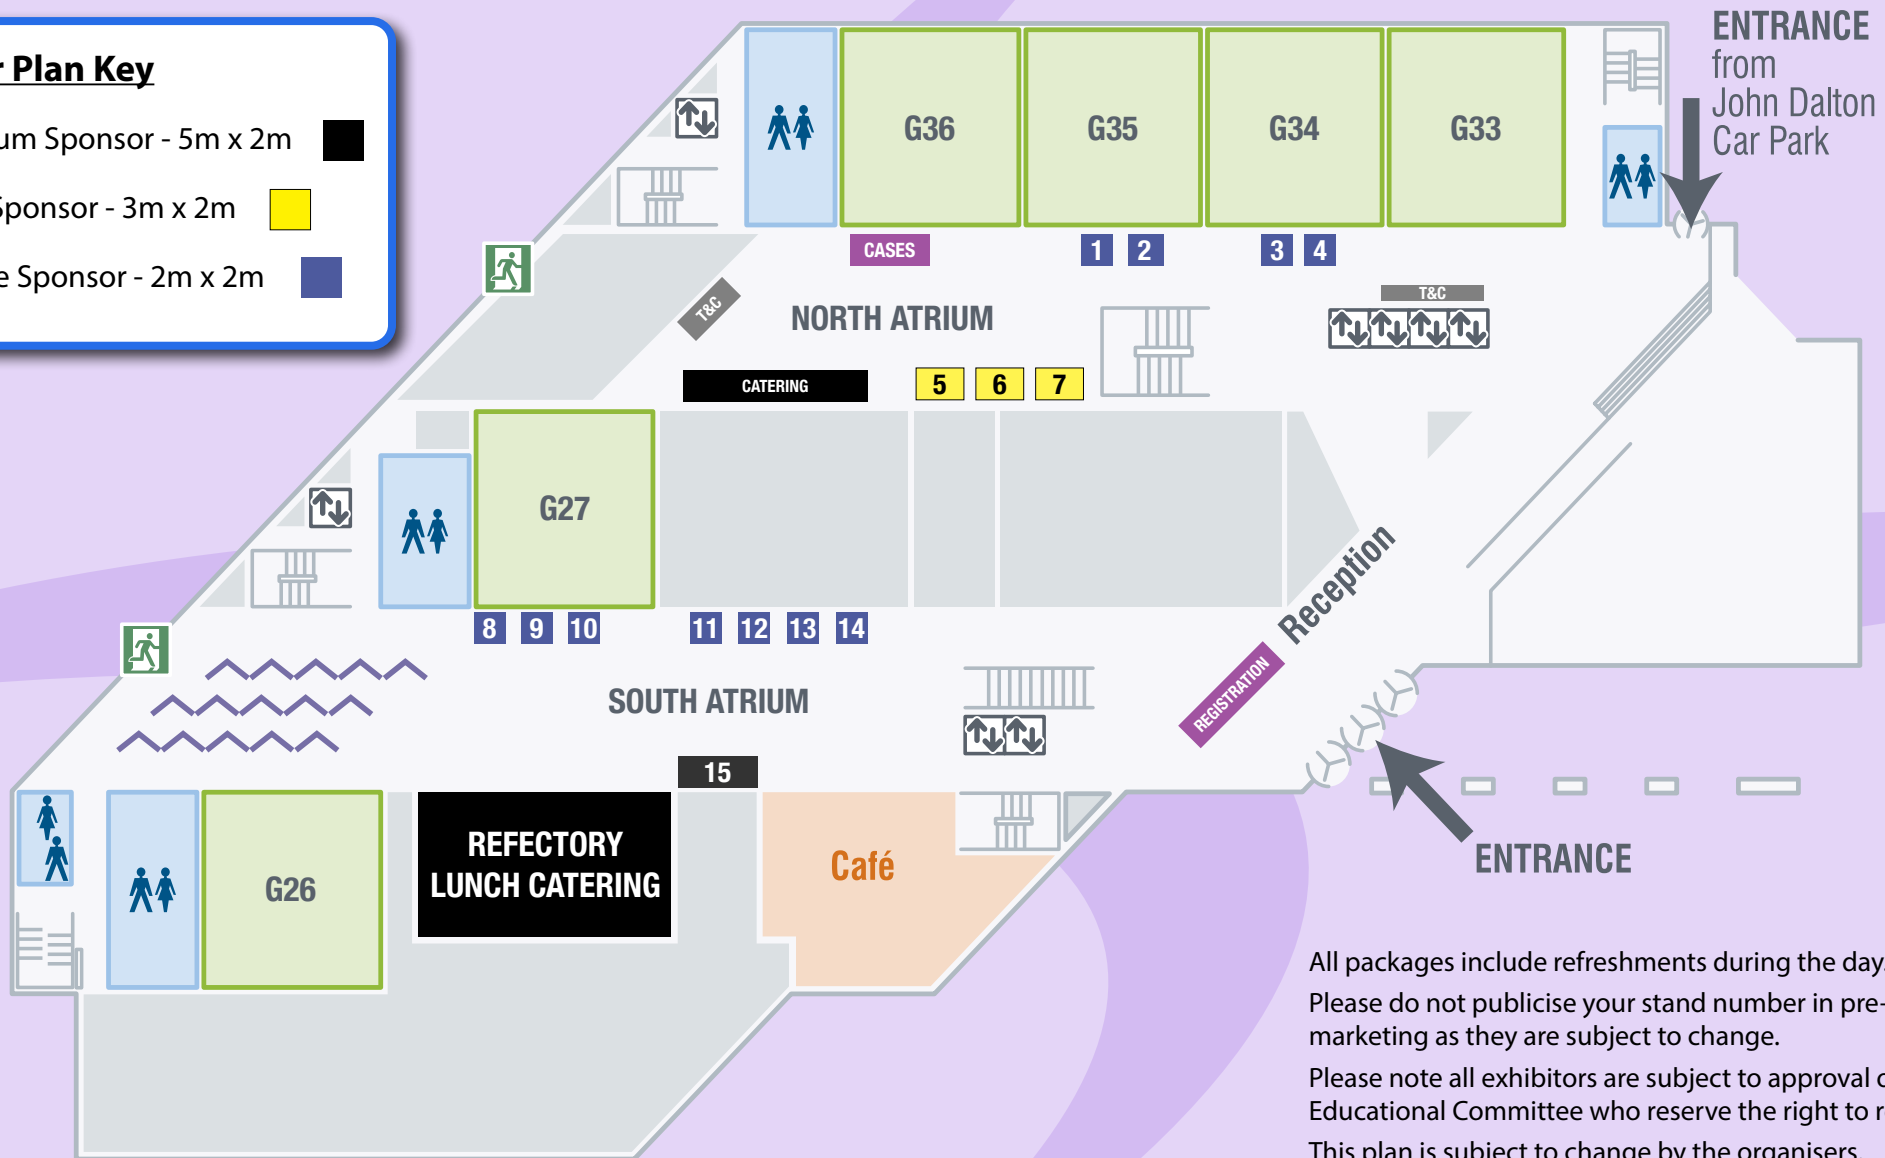 Plan Key
Sponsor - 5m x 2m
Sponsor - 3m x 2m
Sponsor - 2m x 2m
ENTRANCE
from
John Dalton
Car Park
G36
G35
G34
G33
CASES
1
2
3
4
T&C
T&C
NORTH ATRIUM
CATERING
5
6
7
G27
Reception
8
9
10
11
12
13
14
REGISTRATION
SOUTH ATRIUM
15
REFECTORY
LUNCH CATERING
Café
G26
ENTRANCE
All packages include refreshments during the day.
Please do not publicise your stand number in pre-
marketing as they are subject to change.
Please note all exhibitors are subject to approval
Educational Committee who reserve the right to
This plan is subject to change by the organisers